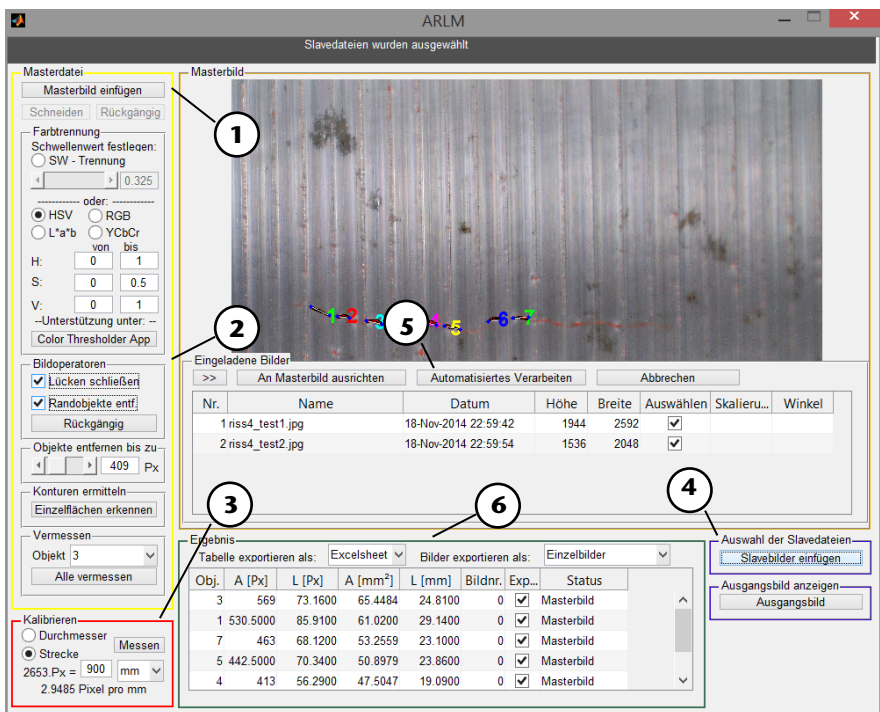 ARLM
Slavedateien wurden ausgewählt
Masterdatei
Masterbild einfügen
Schneiden Rückgängig
Farbtrennung
Schwellenwert festlegen:
SW - Trennung
0.325
------------ oder: ------------
HSV RGB
L*a*b YCbCr
von bis
H: 0 1
S: 0 0.5
V: 0 1
--Unterstützung unter: --
Color Thresholder App
Bildoperatoren
Lücken schließen
Randobjekte entf.
Rückgängig
Objekte entfernen bis zu
409 Px
Konturen ermitteln
Einzelflächen erkennen
Vermessen
Objekt 3
Alle vermessen
Kalibrieren
Durchmesser
Strecke
Messen
2653.Px = 900 mm
2.9485 Pixel pro mm
1
2
3
Masterbild
1 2 3 4 5 6 7
5
Eingeladene Bilder
>> An Masterbild ausrichten Automatisiertes Verarbeiten Abbrechen
Nr. Name Datum Höhe Breite Auswählen Skalieru... Winkel
1 riss4_test1.jpg 18-Nov-2014 22:59:42 1944 2592
2 riss4_test2.jpg 18-Nov-2014 22:59:54 1536 2048
6
4
Ergebnis
Tabelle exportieren als: Excelsheet Bilder exportieren als: Einzelbilder
Obj. A [Px] L [Px] A [mm²] L [mm] Bildnr. Exp... Status
3 569 73.1600 65.4484 24.8100 0 Masterbild
1 530.5000 85.9100 61.0200 29.1400 0 Masterbild
7 463 68.1200 53.2559 23.1000 0 Masterbild
5 442.5000 70.3400 50.8979 23.8600 0 Masterbild
4 413 56.2900 47.5047 19.0900 0 Masterbild
Auswahl der Slavedateien
Slavebilder einfügen
Ausgangsbild anzeigen
Ausgangsbild